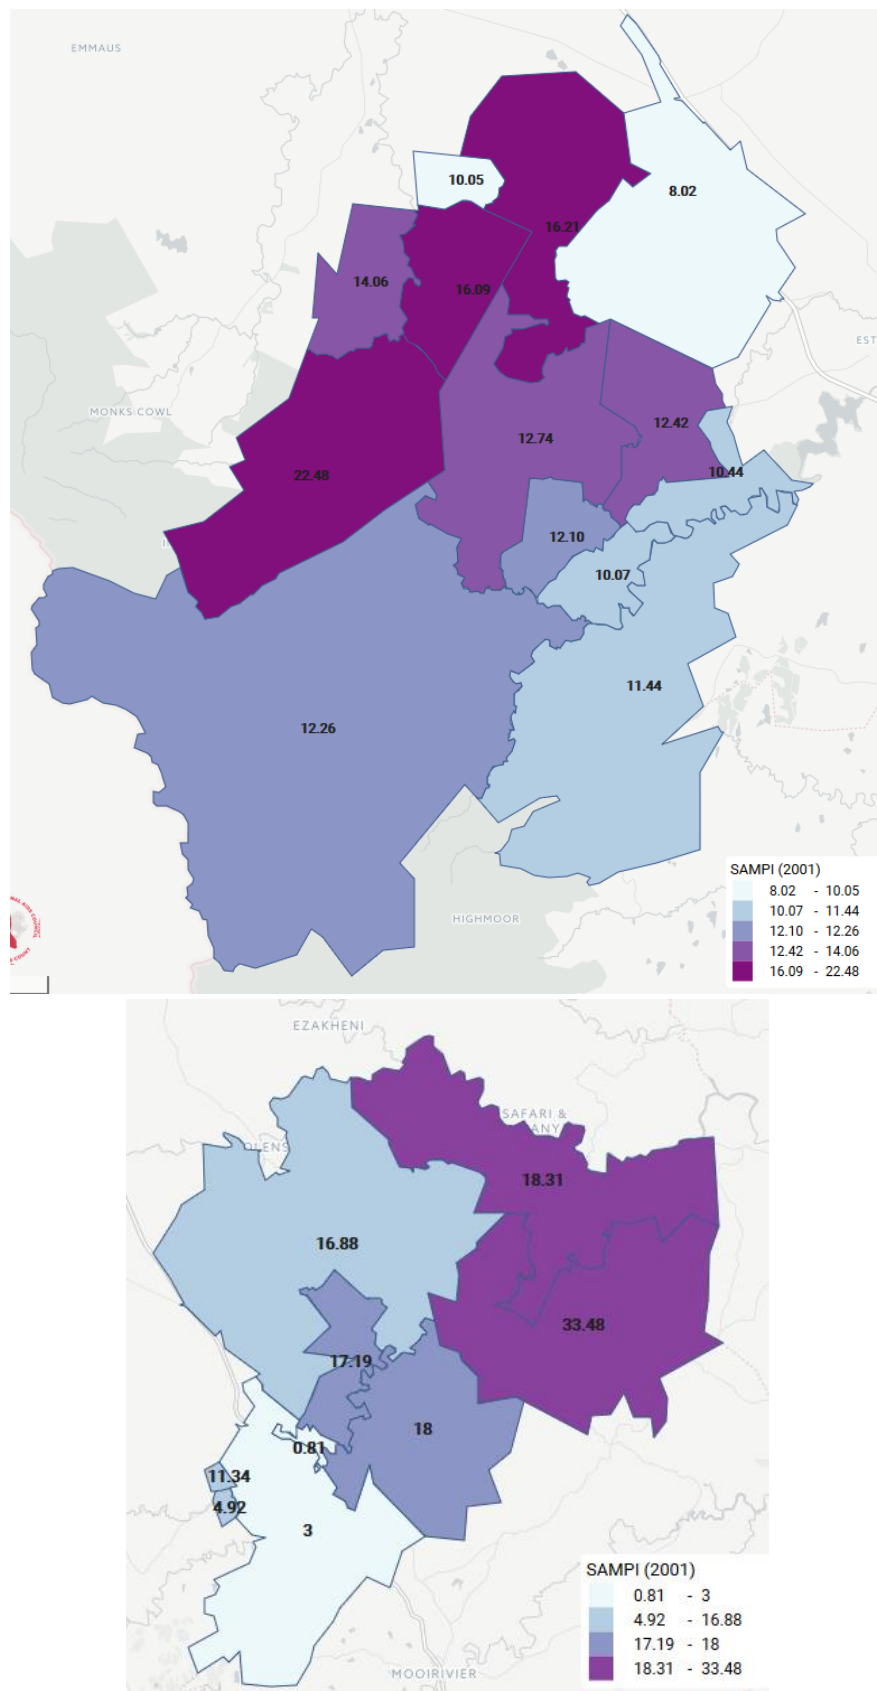 EMMAUS
10.05
8.02
16.21
14.06
16.09
EST
MONKS COWL
12.42
12.74
10.44
22.48
12.10
10.07
11.44
12.26
SAMPI (2001)
8.02 - 10.05
10.07 - 11.44
12.10 - 12.26
12.42 - 14.06
16.09 - 22.48
HIGHMOOR
EZAKHENI
SAFARI &
ANY
OLENS
18.31
16.88
33.48
17.19
18
0.81
11.34
4.92
3
SAMPI (2001)
0.81 - 3
4.92 - 16.88
17.19 - 18
18.31 - 33.48
MOOIRIVIER